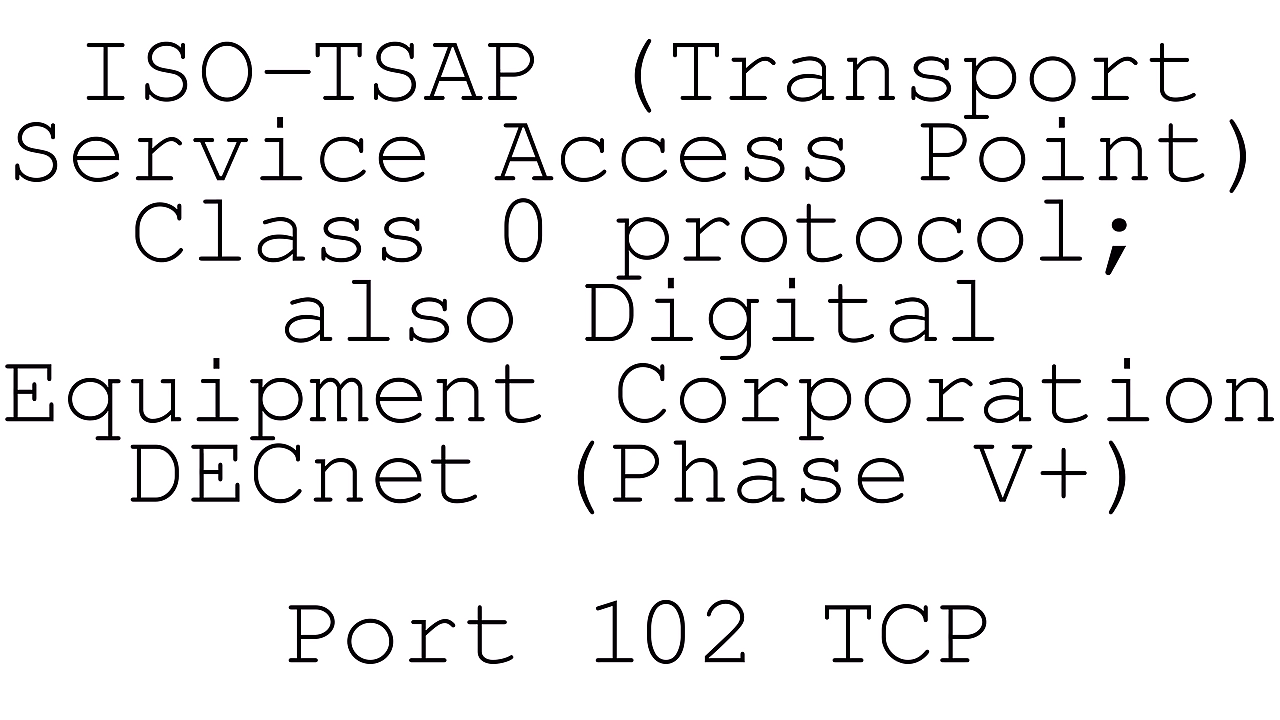 ISO-TSAP (Transport
Service Access Point)
Class 0 protocol;
also Digital
Equipment Corporation
DECnet (Phase V+)
Port 102 TCP